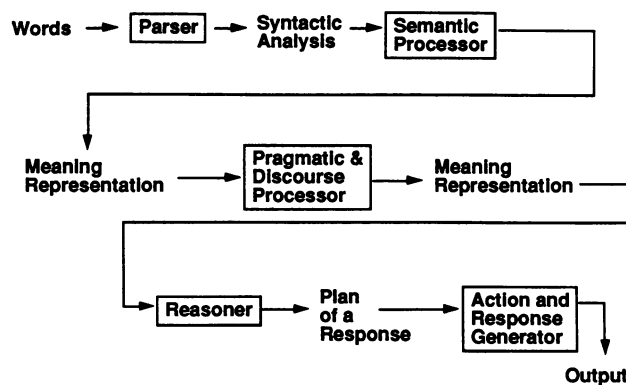 Words
Parser
Syntactic
Analysis
Semantic
Processor
Meaning
Representation
Pragmatic &
Discourse
Processor
Meaning
Representation
Reasoner
Plan
of a
Response
Action and
Response
Generator
Output